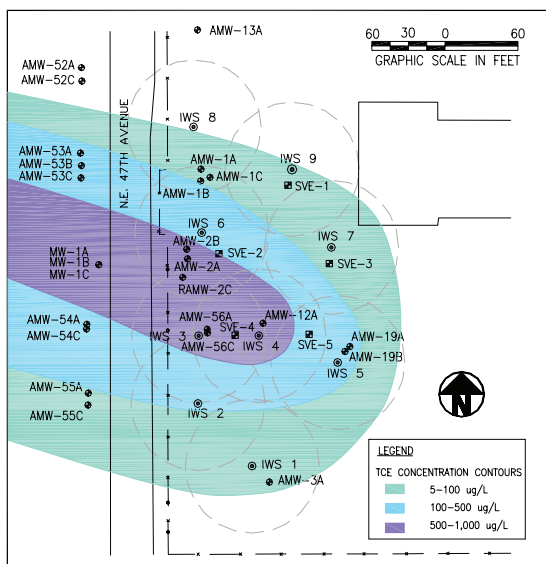 AMW-13A
60 0 60
GRAPHIC SCALE IN FEET
AMW-52A
AMW-52C
N.E. 47TH AVENUE
IWS 8
AMW-53A
AMW-53B
AMW-53C
AMW-1A
AMW-1C
AMW-1B
IWS 9
SVE-1
IWS 6
AMW-2B
SVE-2
IWS 7
SVE-3
MW-1A
MW-1B
MW-1C
AMW-2A
RAMW-2C
AMW-54A
AMW-54C
AMW-56A
AMW-12A
SVE-4
IWS 3
IWS 4
AMW-56C
SVE-5
AMW-19A
AMW-19B
IWS 5
AMW-55A
AMW-55C
IWS 2
N
IWS 1
AMW-3A
LEGEND
TCE CONCENTRATION CONTOURS
5-100 ug/L
100-500 ug/L
500-1,000 ug/L